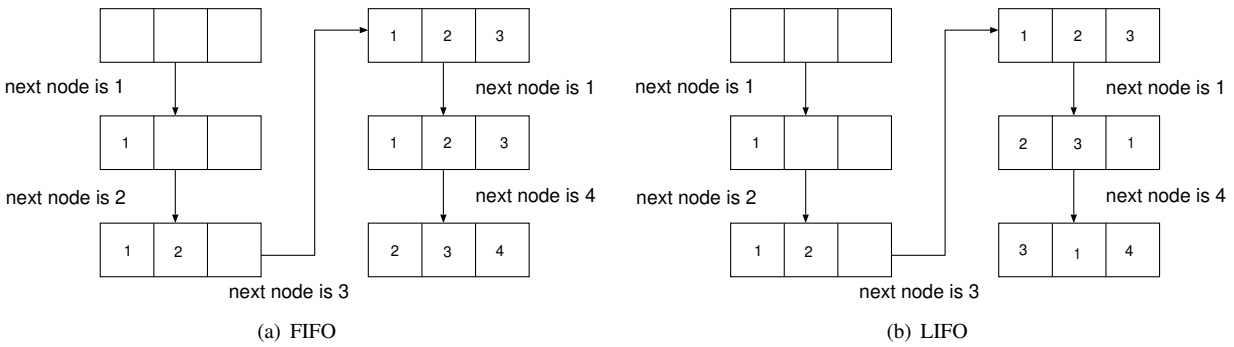 1 2 3
next node is 1
next node is 1
1
1 2 3
next node is 2
next node is 4
1 2
2 3 4
next node is 3
(a) FIFO
1 2 3
next node is 1
next node is 1
1
2 3 1
next node is 2
next node is 4
1 2
3 1 4
next node is 3
(b) LIFO